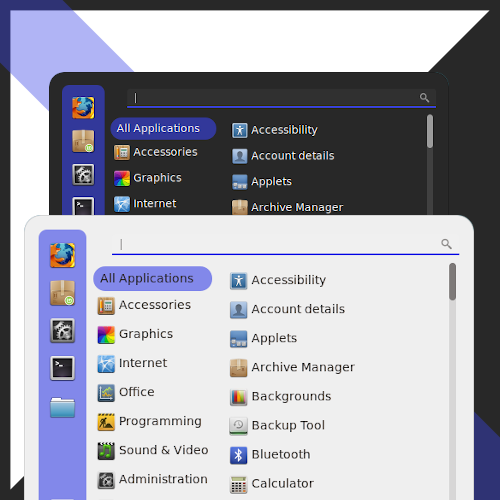 All Applications
Accessories
Graphics
Internet
Accessibility
Account details
Applets
Archive Manager
All Applications
Accessories
Graphics
Internet
Office
Programming
Sound & Video
Administration
Accessibility
Account details
Applets
Archive Manager
Backgrounds
Backup Tool
Bluetooth
Calculator